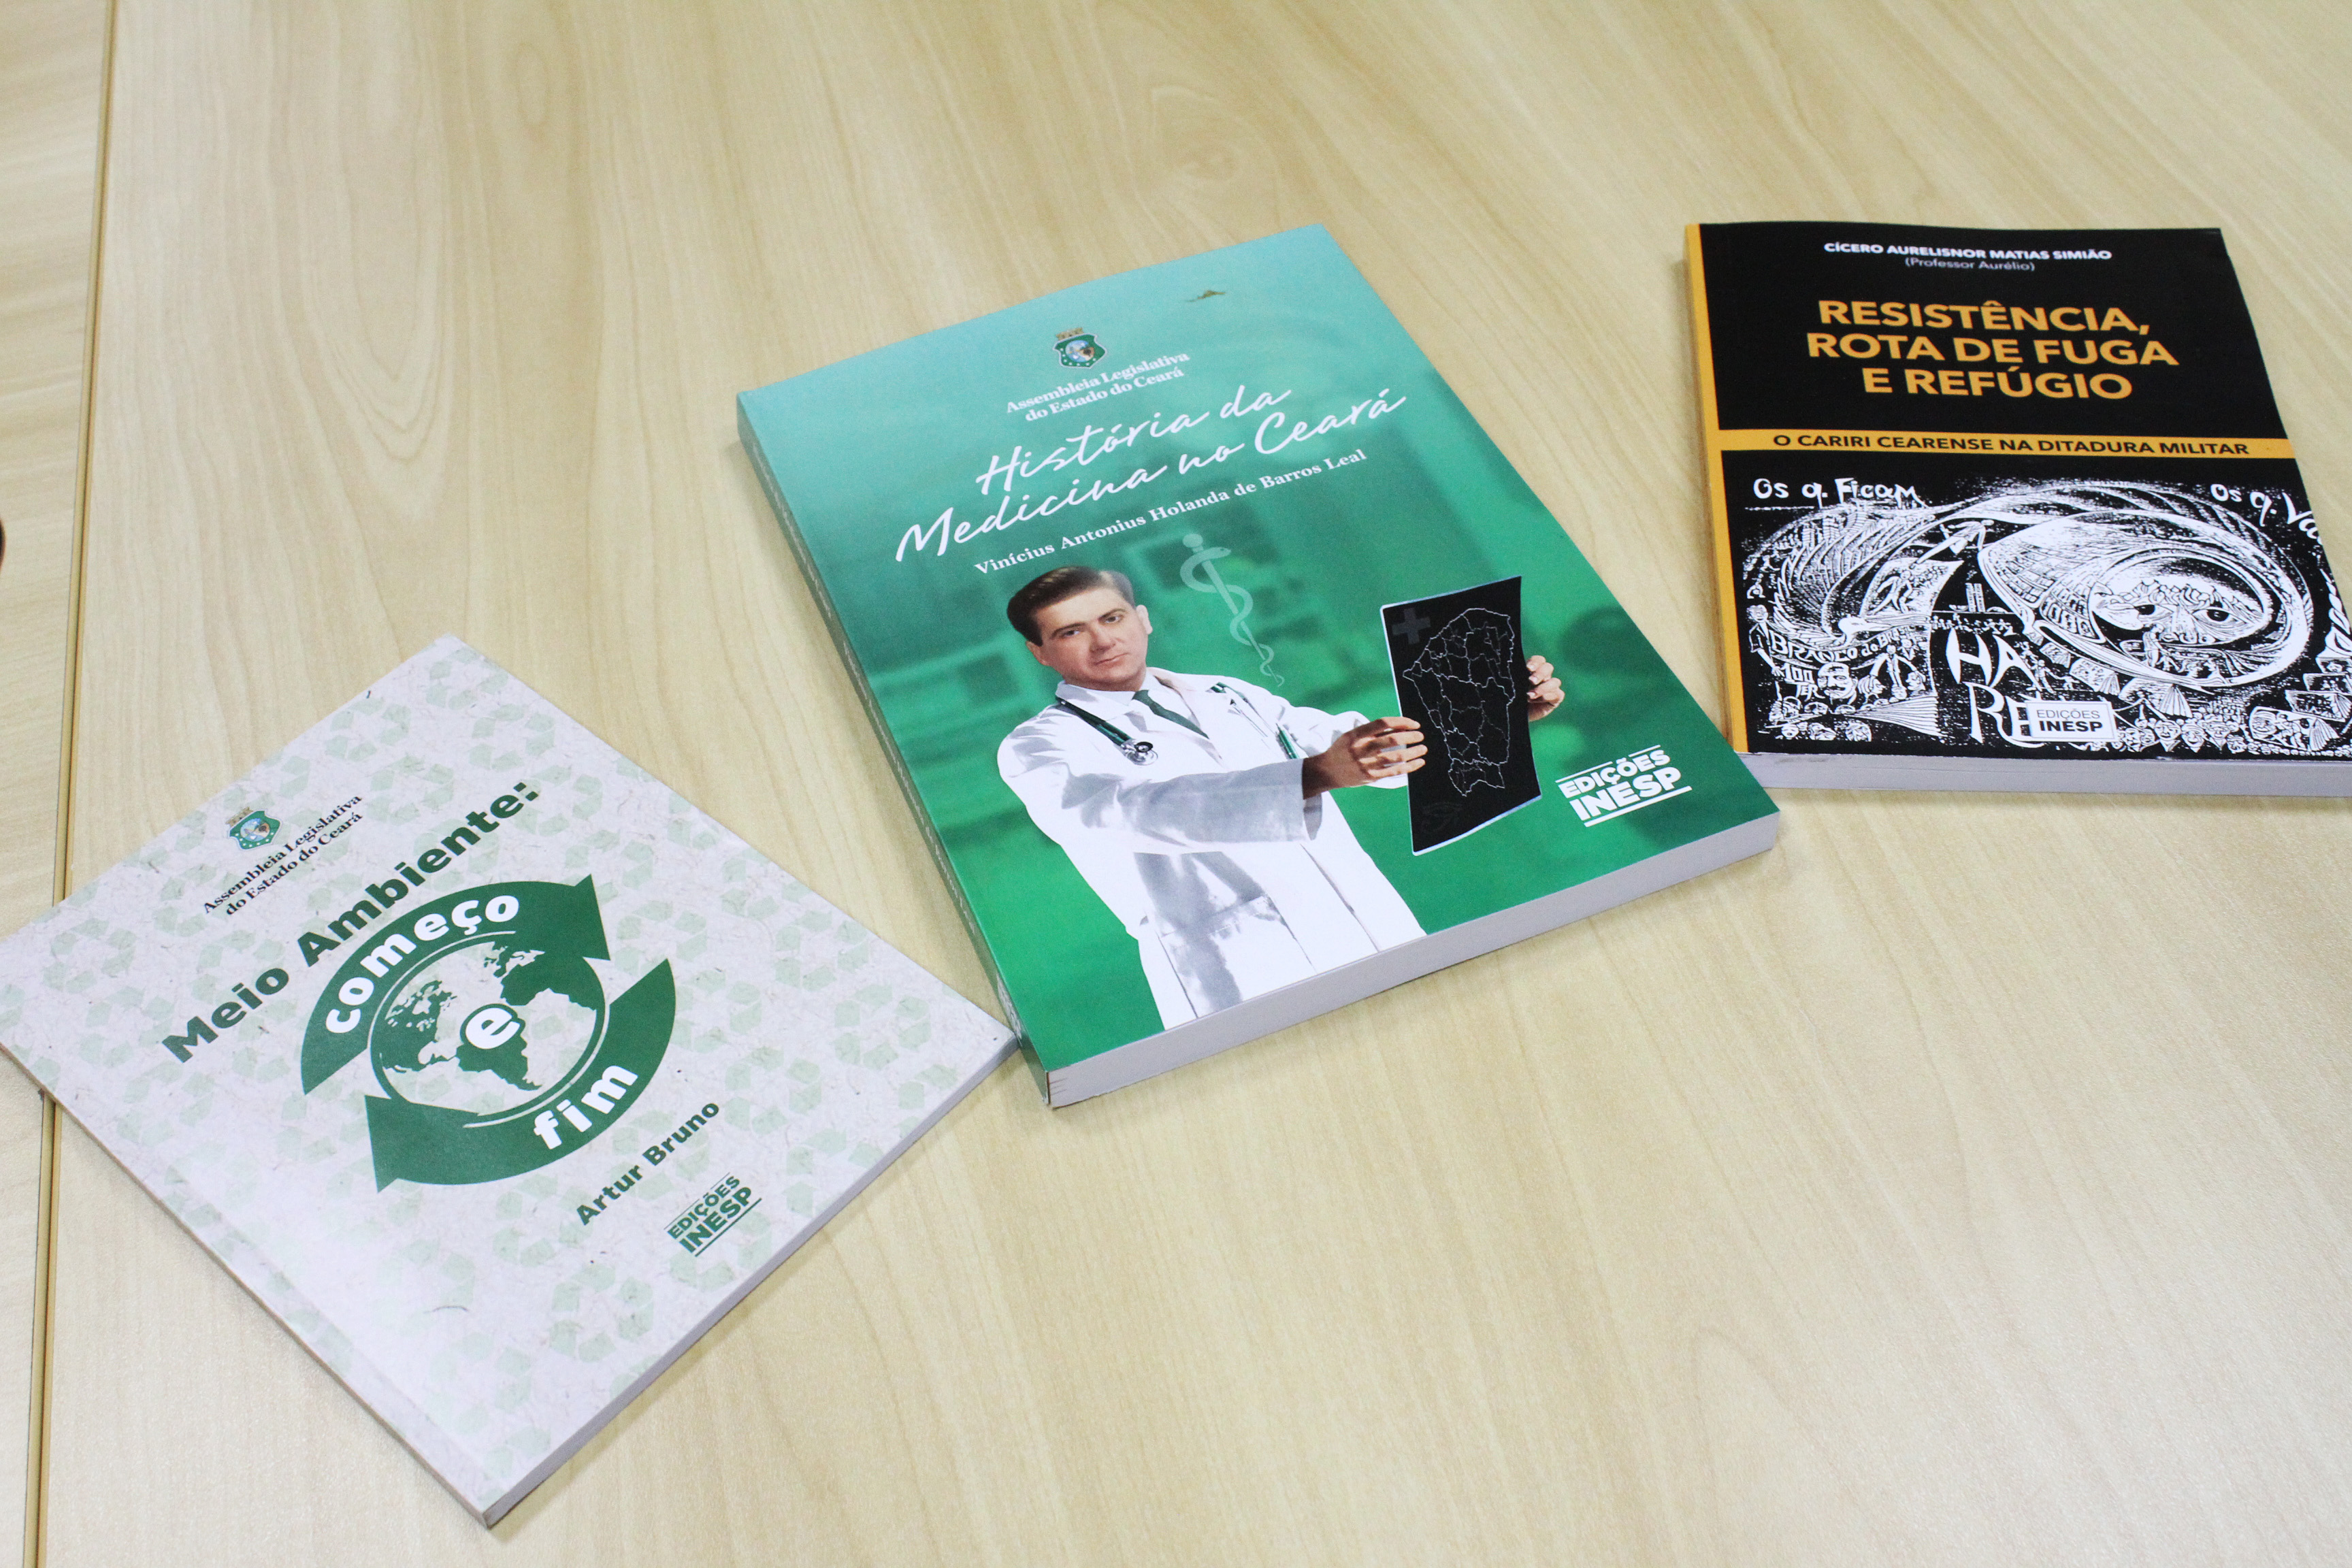 Assembleia Legislativa
do Estado do Ceará
Meio Ambiente:
começo
e
fim
Artur Bruno
EDIÇÕES
INESP
Assembleia Legislativa
do Estado do Ceará
História da
Medicina no Ceará
Vinícius Antonius Holanda de Barros Leal
EDIÇÕES
INESP
CÍCERO AURELISNOR MATIAS SIMIÃO
(Professor Aurélio)
RESISTÊNCIA,
ROTA DE FUGA
E REFÚGIO
O CARIRI CEARENSE NA DITADURA MILITAR
Os q. Ficam
Os q.
HÁ
EDIÇÕES
INESP